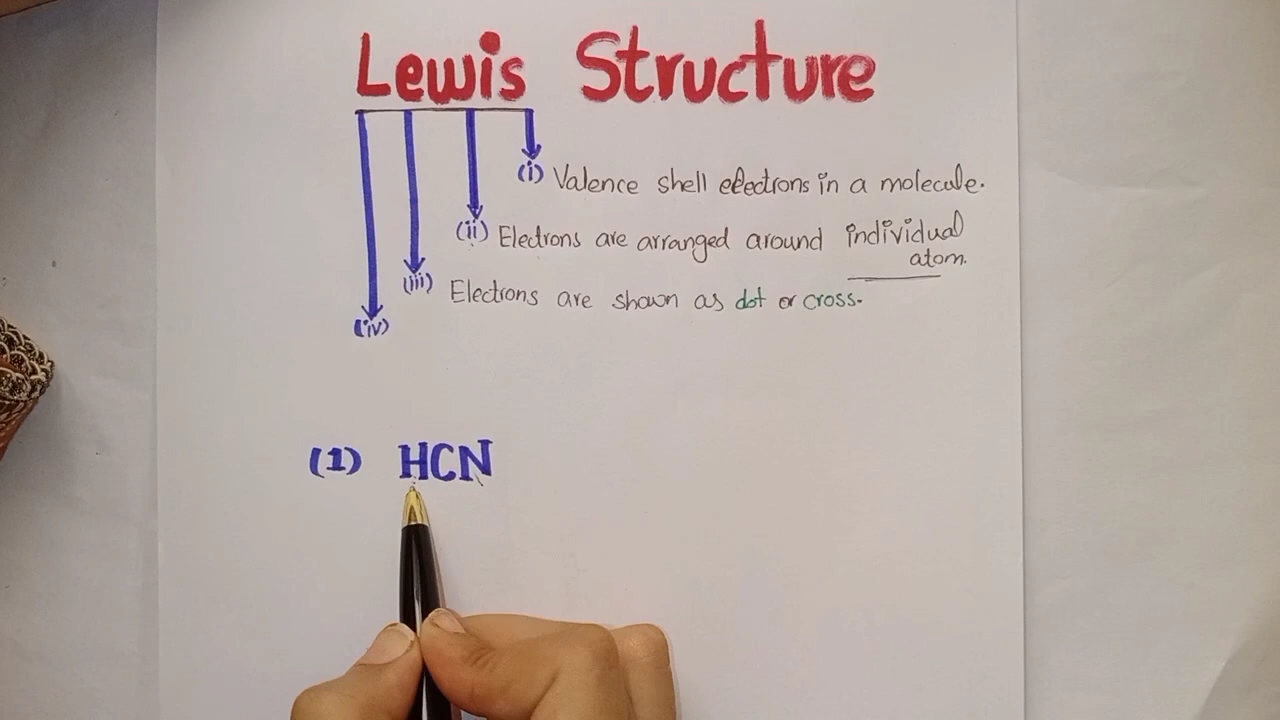 Lewis Structure
(i) Valence shell electrons in a molecule.
(ii) Electrons are arranged around individual
atom.
(iii) Electrons are shown as dot or cross.
(iv)
(1) HCN